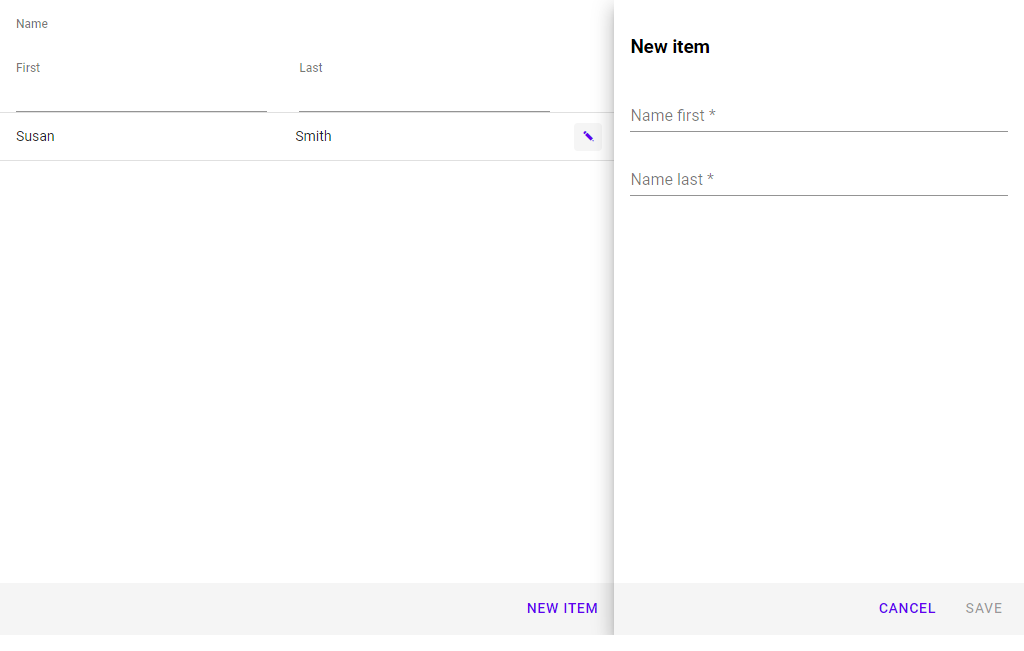 Name
First
Last
Susan
Smith
NEW ITEM
New item
Name first *
Name last *
CANCEL
SAVE